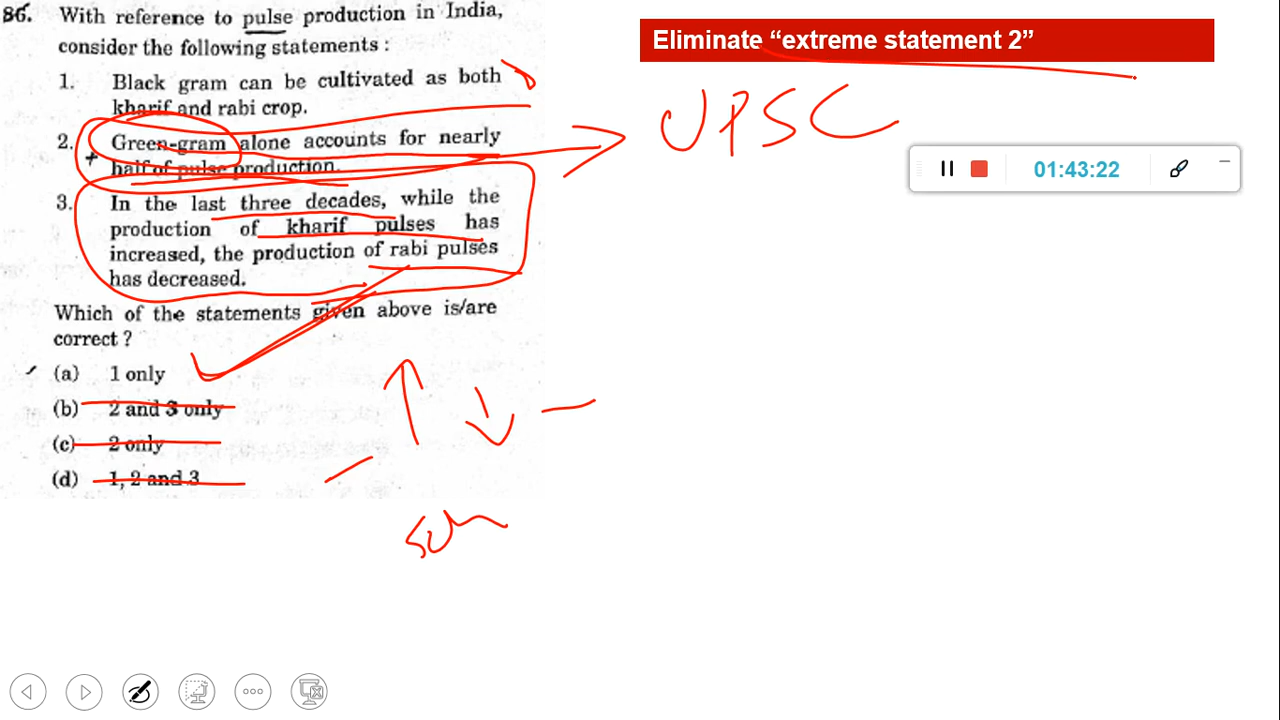 86. With reference to pulse production in India,
consider the following statements :
1. Black gram can be cultivated as both
kharif and rabi crop.
2. Green-gram alone accounts for nearly
half of pulse production.
3. In the last three decades, while the
production of kharif pulses has
increased, the production of rabi pulses
has decreased.
Which of the statements given above is/are
correct ?
(a) 1 only
(b) 2 and 3 only
(c) 2 only
(d) 1, 2 and 3
Eliminate “extreme statement 2”
UPSC
01:43:22